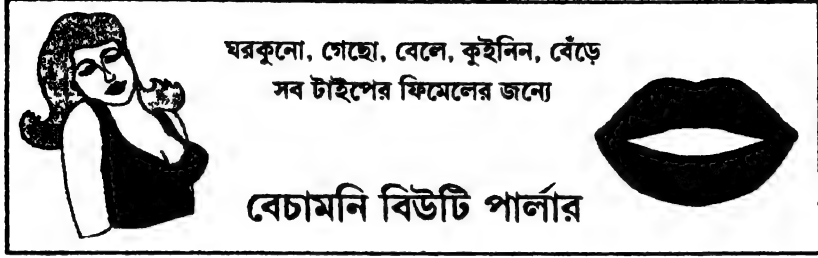 ঘরকুনো, গেছো, বেলে, কুইনিন, বেঁড়ে
সব টাইপের ফিমেলের জন্যে
বেচামনি বিউটি পার্লার